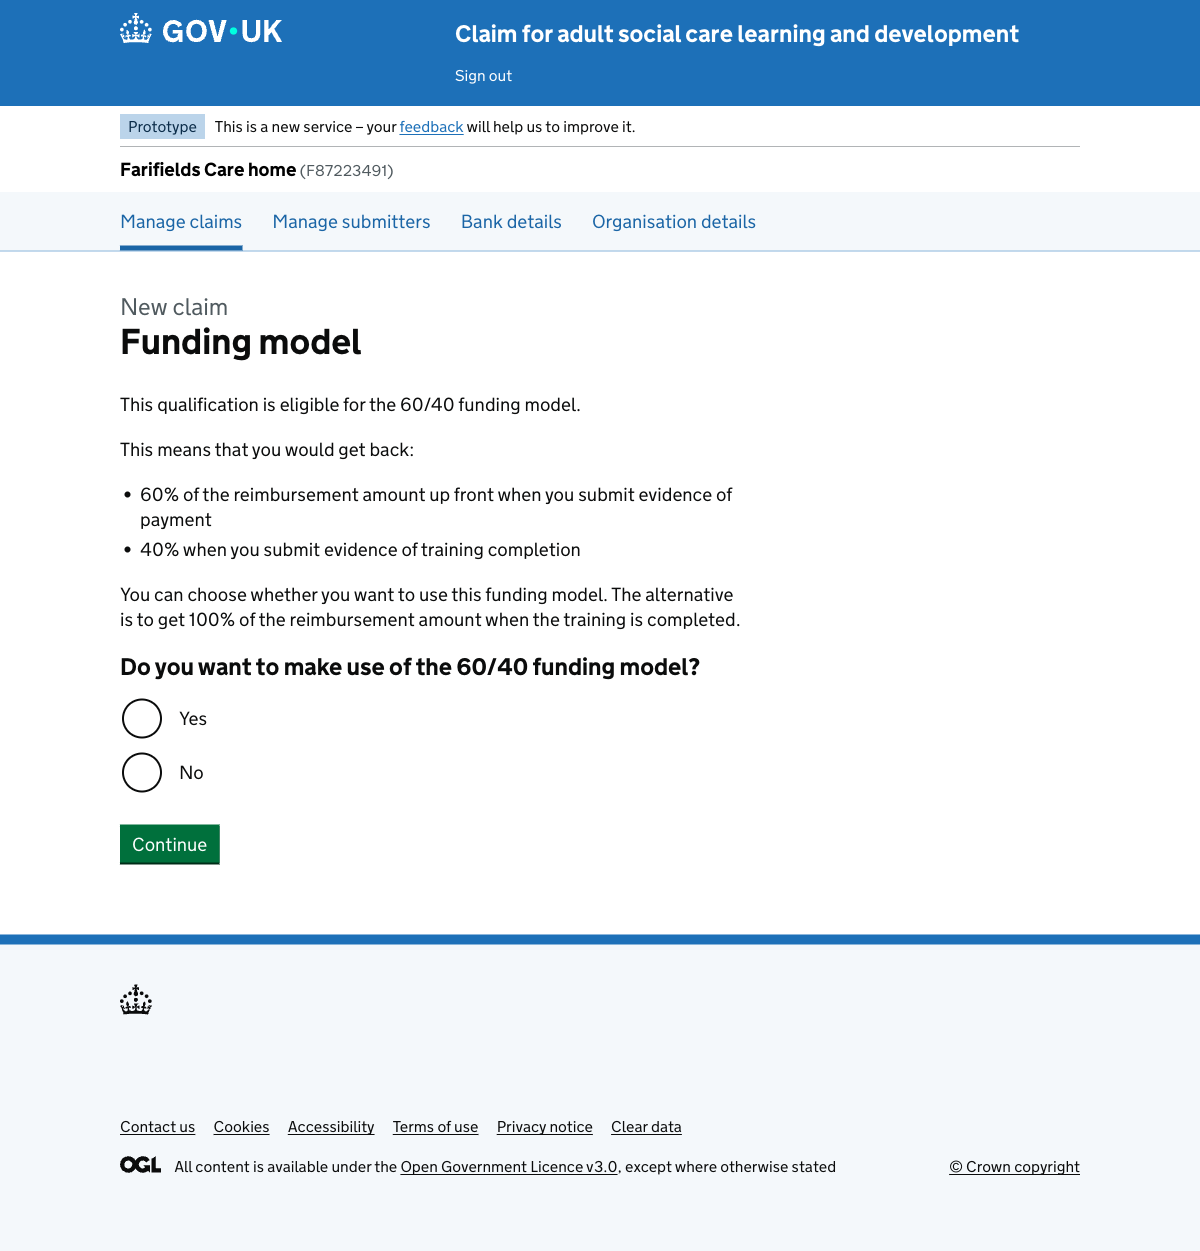 GOV·UK
Claim for adult social care learning and development
Sign out
Prototype This is a new service – your feedback will help us to improve it.
Farifields Care home (F87223491)
Manage claims Manage submitters Bank details Organisation details
New claim
Funding model
This qualification is eligible for the 60/40 funding model.
This means that you would get back:
• 60% of the reimbursement amount up front when you submit evidence of
payment
• 40% when you submit evidence of training completion
You can choose whether you want to use this funding model. The alternative
is to get 100% of the reimbursement amount when the training is completed.
Do you want to make use of the 60/40 funding model?
Yes
No
Continue
Contact us Cookies Accessibility Terms of use Privacy notice Clear data
OGL All content is available under the Open Government Licence v3.0, except where otherwise stated © Crown copyright